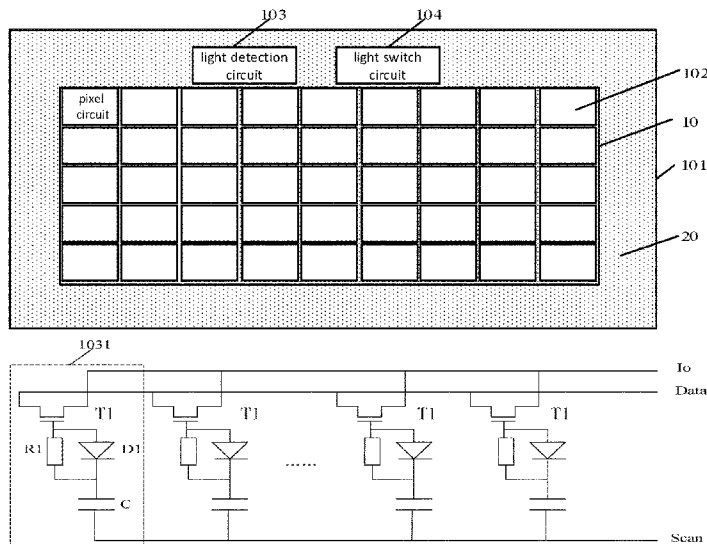 103
104
light detection
circuit
light switch
circuit
102
pixel
circuit
10
101
20
1031
Io
Data
T1
T1
T1
T1
R1
D1
......
C
Scan